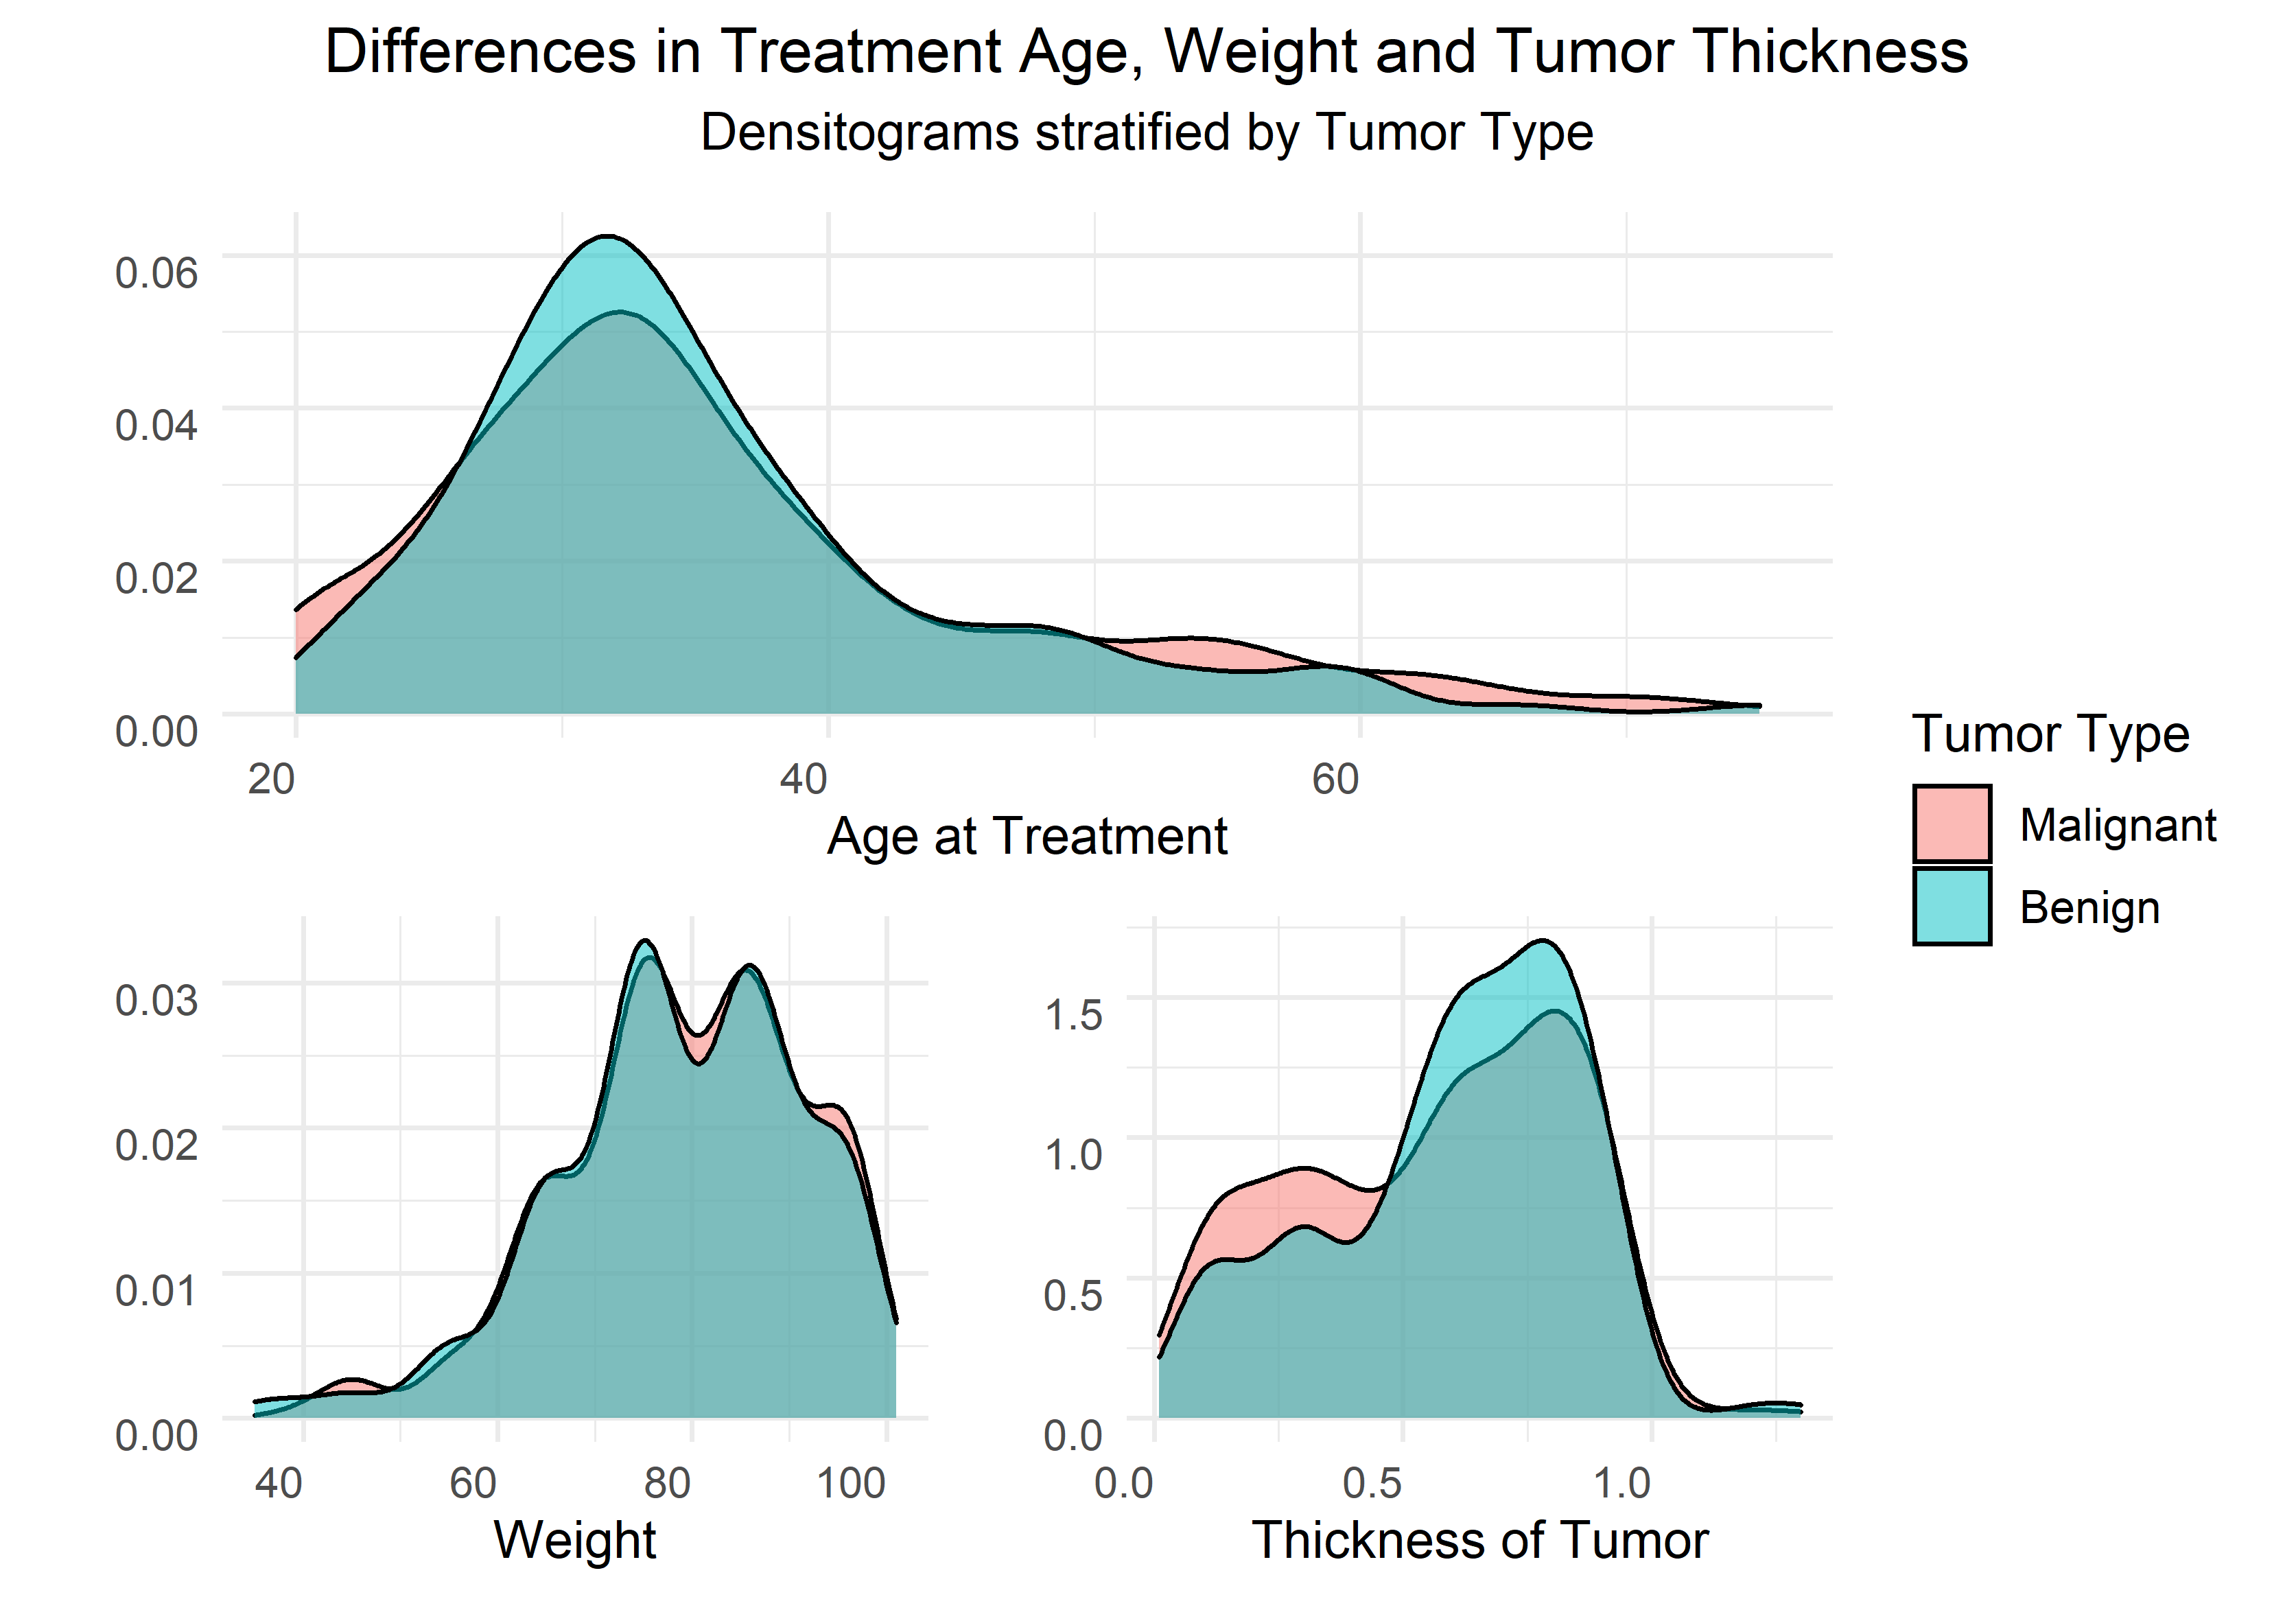 Differences in Treatment Age, Weight and Tumor Thickness
Densitograms stratified by Tumor Type
0.06
0.04
0.02
0.00
20 40 60
Age at Treatment
Tumor Type
Malignant
Benign
0.03
0.02
0.01
0.00
40 60 80 100
Weight
1.5
1.0
0.5
0.0
0.0 0.5 1.0
Thickness of Tumor